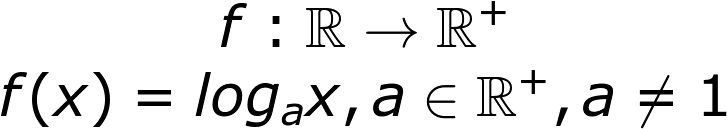 f : ℝ → ℝ⁺
f(x) = logₐx, a ∈ ℝ⁺, a ≠ 1